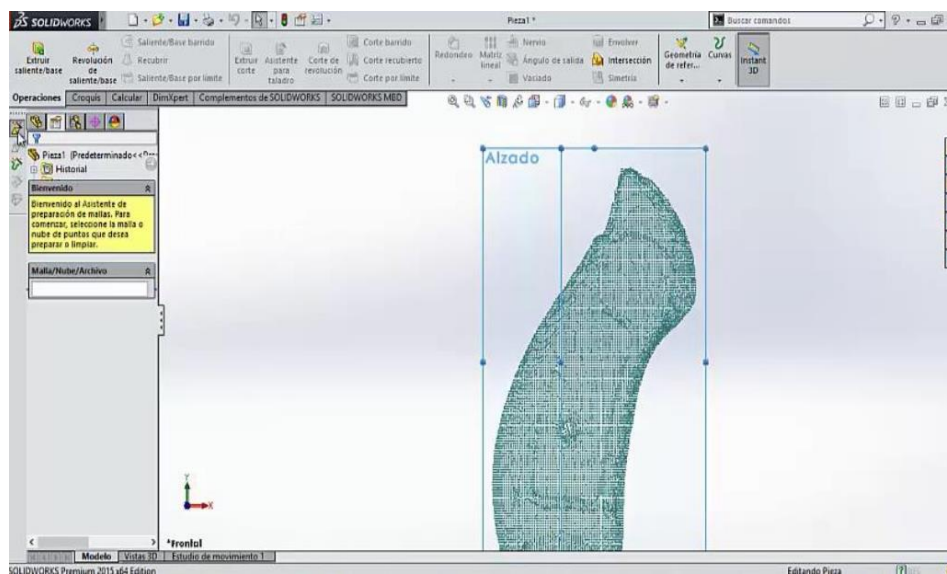 SOLIDWORKS
Pieza1 *
Buscar comandos
Extruir saliente/base
Revolución de saliente/base
Saliente/Base barrido
Recubrir
Saliente/Base por límite
Extruir corte
Asistente para taladro
Corte de revolución
Corte barrido
Corte recubierto
Corte por límite
Redondeo
Matriz lineal
Nervio
Ángulo de salida
Vaciado
Envolver
Intersección
Simetría
Geometría de refer...
Curvas
Instant 3D
Operaciones
Croquis
Calcular
DimXpert
Complementos de SOLIDWORKS
SOLIDWORKS MBD
Pieza1 (Predeterminado<<
Historial
Bienvenido
Bienvenido al Asistente de
preparación de mallas. Para
comenzar, seleccione la malla o
nube de puntos que desea
preparar o limpiar.
Malla/Nube/Archivo
Alzado
Y
X
*Frontal
Modelo
Vistas 3D
Estudio de movimiento 1
SOLIDWORKS Premium 2015 x64 Edition
Editando Pieza